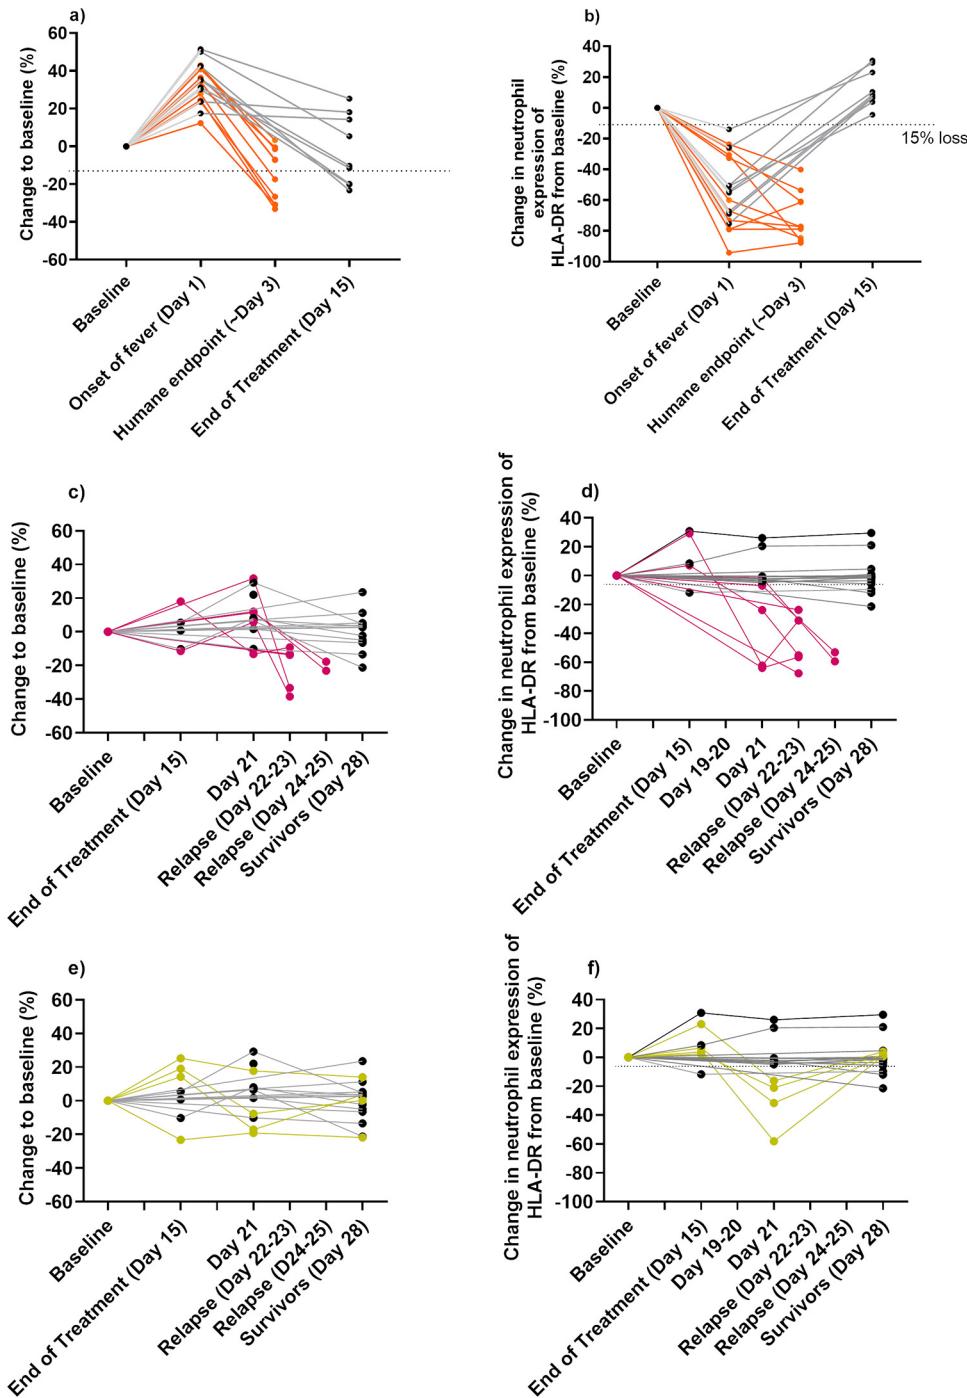 a)
Change to baseline (%)
60
40
20
0
-20
-40
-60
Baseline
Onset of fever (Day 1)
Humane endpoint (~Day 3)
End of Treatment (Day 15)
b)
Change in neutrophil
expression of
HLA-DR from baseline (%)
40
20
0
-20
-40
-60
-80
-100
15% loss
Baseline
Onset of fever (Day 1)
Humane endpoint (~Day 3)
End of Treatment (Day 15)
c)
Change to baseline (%)
60
40
20
0
-20
-40
-60
Baseline
End of Treatment (Day 15)
Day 21
Relapse (Day 22-23)
Relapse (Day 24-25)
Survivors (Day 28)
d)
Change in neutrophil expression of
HLA-DR from baseline (%)
40
20
0
-20
-40
-60
-80
-100
Baseline
End of Treatment (Day 15)
Day 19-20
Day 21
Relapse (Day 22-23)
Relapse (Day 24-25)
Survivors (Day 28)
e)
Change to baseline (%)
60
40
20
0
-20
-40
-60
Baseline
End of Treatment (Day 15)
Day 21
Relapse (Day 22-23)
Relapse (D24-25)
Survivors (Day 28)
f)
Change in neutrophil expression of
HLA-DR from baseline (%)
40
20
0
-20
-40
-60
-80
-100
Baseline
End of Treatment (Day 15)
Day 19-20
Day 21
Relapse (Day 22-23)
Relapse (Day 24-25)
Survivors (Day 28)